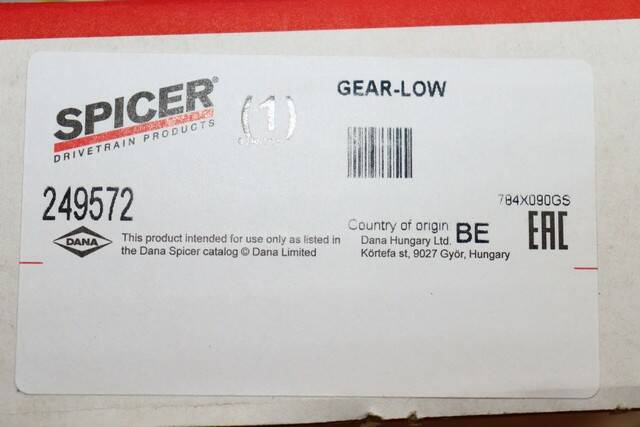 SPICER®
DRIVETRAIN PRODUCTS
(1)
GEAR-LOW
249572
784X090GS
DANA
This product intended for use only as listed in
the Dana Spicer catalog © Dana Limited
Country of origin BE
Dana Hungary Ltd.
Körtefa st, 9027 Győr, Hungary
EAC